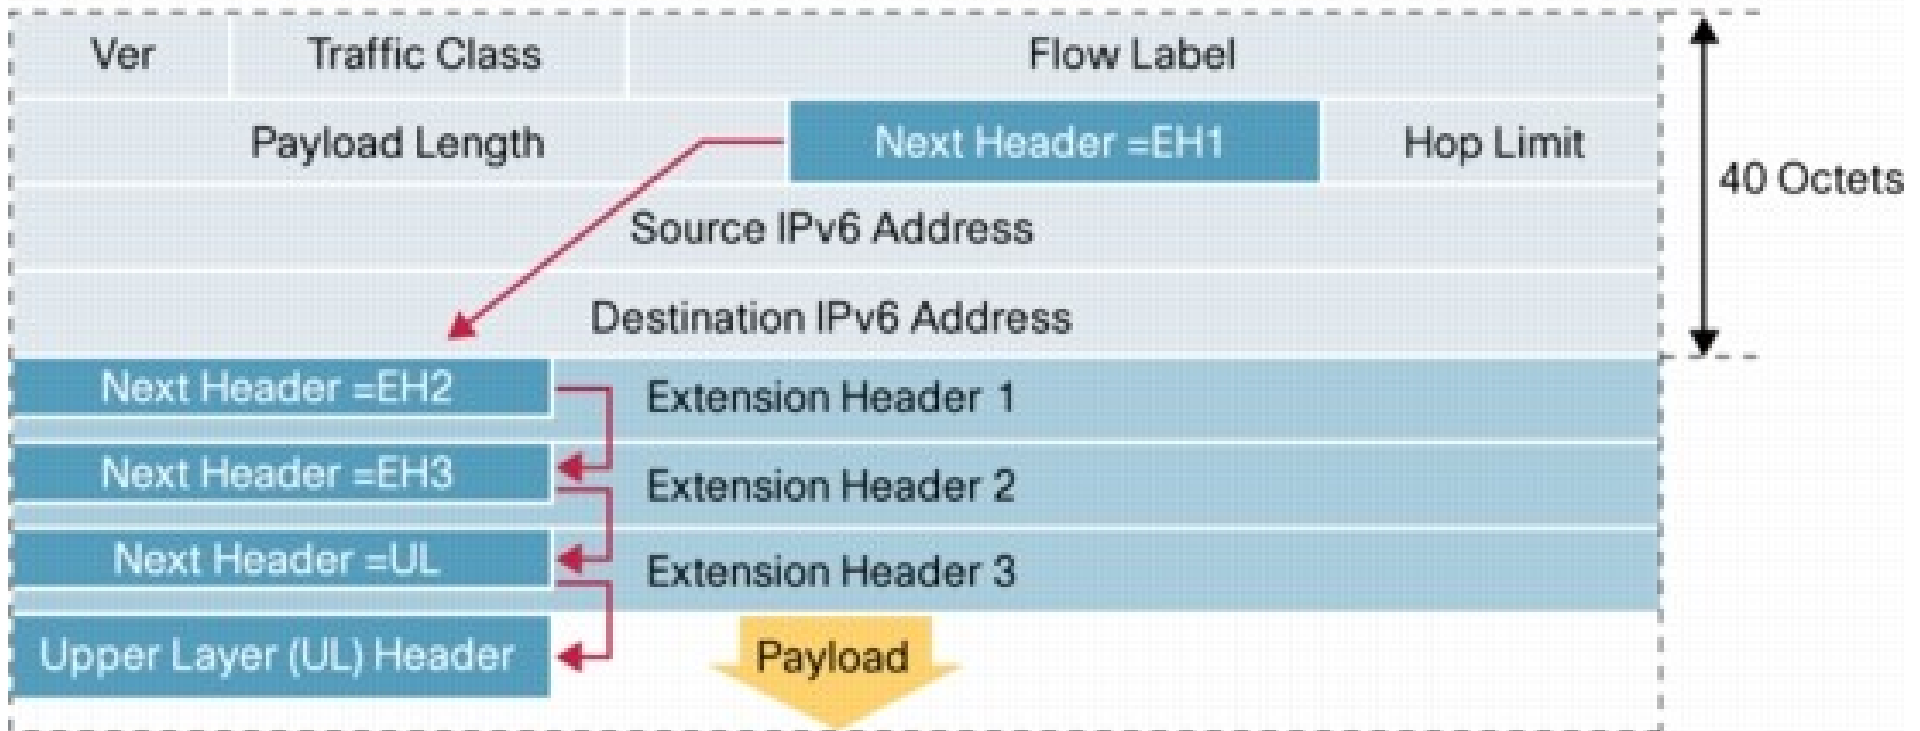 Ver Traffic Class Flow Label
Payload Length Next Header =EH1 Hop Limit
40 Octets
Source IPv6 Address
Destination IPv6 Address
Next Header =EH2 Extension Header 1
Next Header =EH3 Extension Header 2
Next Header =UL Extension Header 3
Upper Layer (UL) Header Payload